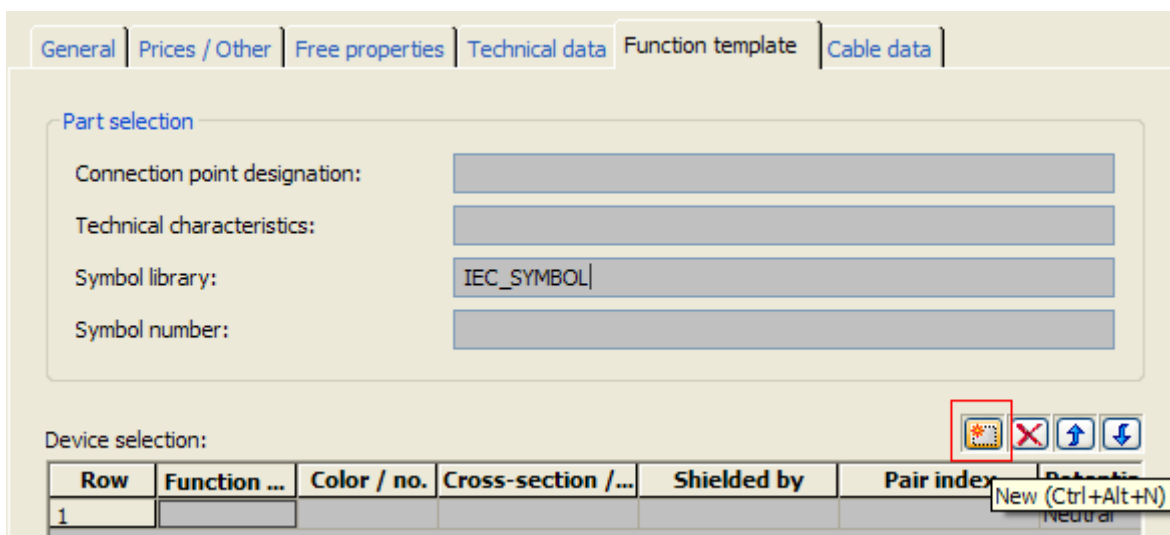 General Prices / Other Free properties Technical data Function template Cable data
Part selection
Connection point designation:
Technical characteristics:
Symbol library: IEC_SYMBOL
Symbol number:
Device selection:
Row Function ... Color / no. Cross-section /... Shielded by Pair index
New (Ctrl+Alt+N)
1 Neutral